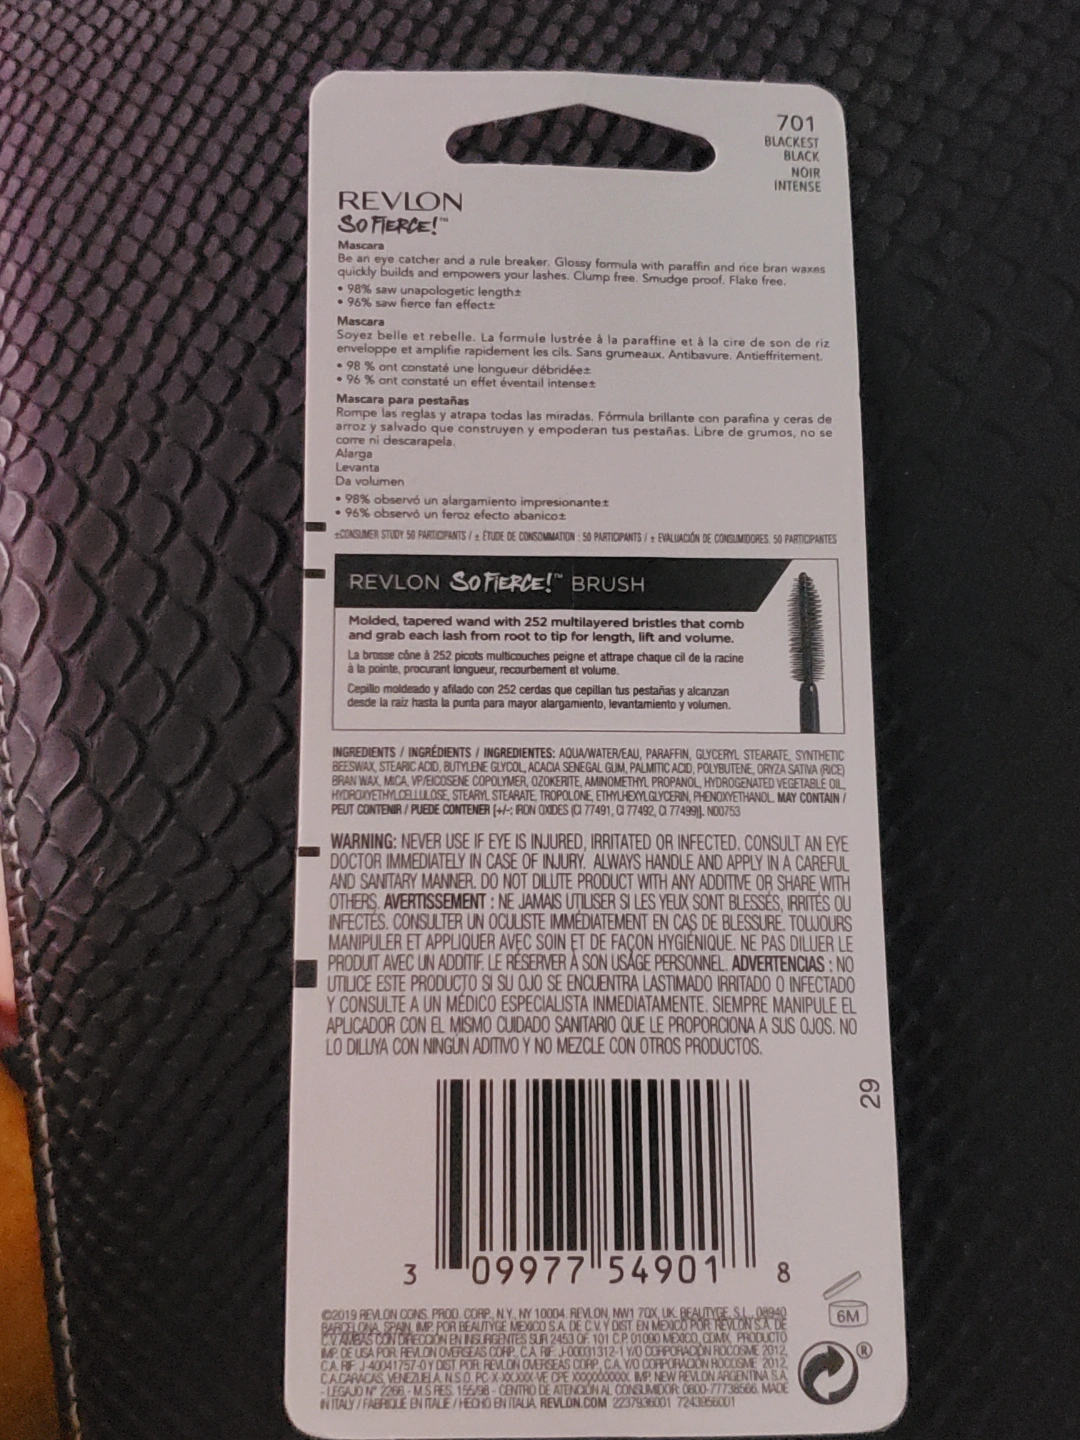 701
BLACKEST
BLACK
NOIR
INTENSE
REVLON
SO FIERCE!™
Mascara
Be an eye catcher and a rule breaker. Glossy formula with paraffin and rice bran waxes
quickly builds and empowers your lashes. Clump free. Smudge proof. Flake free.
• 98% saw unapologetic length±
• 96% saw fierce fan effect±
Mascara
Soyez belle et rebelle. La formule lustrée à la paraffine et à la cire de son de riz
enveloppe et amplifie rapidement les cils. Sans grumeaux. Antibavure. Antieffritement.
• 98 % ont constaté une longueur débridée±
• 96 % ont constaté un effet éventail intense±
Mascara para pestañas
Rompe las reglas y atrapa todas las miradas. Fórmula brillante con parafina y ceras de
arroz y salvado que construyen y empoderan tus pestañas. Libre de grumos, no se
corre ni descarapela.
Alarga
Levanta
Da volumen
• 98% observó un alargamiento impresionante±
• 96% observó un feroz efecto abanico±
±CONSUMER STUDY 50 PARTICIPANTS / ± ÉTUDE DE CONSOMMATION : 50 PARTICIPANTS / ± EVALUACIÓN DE CONSUMIDORES. 50 PARTICIPANTES
REVLON SO FIERCE!™ BRUSH
Molded, tapered wand with 252 multilayered bristles that comb
and grab each lash from root to tip for length, lift and volume.
La brosse cône à 252 picots multicouches peigne et attrape chaque cil de la racine
à la pointe, procurant longueur, recourbement et volume.
Cepillo moldeado y afilado con 252 cerdas que cepillan tus pestañas y alcanzan
desde la raíz hasta la punta para mayor alargamiento, levantamiento y volumen.
INGREDIENTS / INGRÉDIENTS / INGREDIENTES: AQUA/WATER/EAU, PARAFFIN, GLYCERYL STEARATE, SYNTHETIC
BEESWAX, STEARIC ACID, BUTYLENE GLYCOL, ACACIA SENEGAL GUM, PALMITIC ACID, POLYBUTENE, ORYZA SATIVA (RICE)
BRAN WAX, MICA, VP/EICOSENE COPOLYMER, OZOKERITE, AMINOMETHYL PROPANOL, HYDROGENATED VEGETABLE OIL,
HYDROXYETHYLCELLULOSE, STEARYL STEARATE, TROPOLONE, ETHYLHEXYLGLYCERIN, PHENOXYETHANOL. MAY CONTAIN /
PEUT CONTENIR / PUEDE CONTENER [+/-: IRON OXIDES (CI 77491, CI 77492, CI 77499)]. N00753
WARNING: NEVER USE IF EYE IS INJURED, IRRITATED OR INFECTED. CONSULT AN EYE
DOCTOR IMMEDIATELY IN CASE OF INJURY. ALWAYS HANDLE AND APPLY IN A CAREFUL
AND SANITARY MANNER. DO NOT DILUTE PRODUCT WITH ANY ADDITIVE OR SHARE WITH
OTHERS. AVERTISSEMENT : NE JAMAIS UTILISER SI LES YEUX SONT BLESSÉS, IRRITÉS OU
INFECTÉS. CONSULTER UN OCULISTE IMMÉDIATEMENT EN CAS DE BLESSURE. TOUJOURS
MANIPULER ET APPLIQUER AVEC SOIN ET DE FAÇON HYGIÉNIQUE. NE PAS DILUER LE
PRODUIT AVEC UN ADDITIF. LE RÉSERVER À SON USAGE PERSONNEL. ADVERTENCIAS : NO
UTILICE ESTE PRODUCTO SI SU OJO SE ENCUENTRA LASTIMADO IRRITADO O INFECTADO
Y CONSULTE A UN MÉDICO ESPECIALISTA INMEDIATAMENTE. SIEMPRE MANIPULE EL
APLICADOR CON EL MISMO CUIDADO SANITARIO QUE LE PROPORCIONA A SUS OJOS. NO
LO DILUYA CON NINGÚN ADITIVO Y NO MEZCLE CON OTROS PRODUCTOS.
29
3 09977 54901 8
6M
©2019 REVLON CONS. PROD. CORP., N.Y., NY 10004. REVLON, NW1 7QX, UK. BEAUTYGE, S.L., 08940
BARCELONA, SPAIN. IMP. POR BEAUTYGE MEXICO S.A. DE C.V. Y DIST EN MEXICO POR REVLON S.A. DE
C.V. AMBAS CON DIRECCIÓN EN INSURGENTES SUR 2453 OF. 101 C.P. 01090 MEXICO, CDMX. PRODUCTO
IMP. DE USA POR: REVLON OVERSEAS CORP., C.A. RIF: J-00031312-1 Y/O CORPORACIÓN ROCOSME 2012,
C.A. RIF: J-40041757-0 Y DIST POR: REVLON OVERSEAS CORP., C.A. Y/O CORPORACIÓN ROCOSME 2012,
C.A. CARACAS, VENEZUELA. N.S.O. IMP. NEW REVLON ARGENTINA S.A.
- LEGAJO N° 2266 - M.S RES. 155/98 - CENTRO DE ATENCIÓN AL CONSUMIDOR: 0800-77738566. MADE
IN ITALY / FABRIQUÉ EN ITALIE / HECHO EN ITALIA. REVLON.COM 2237936001 7243956001
®